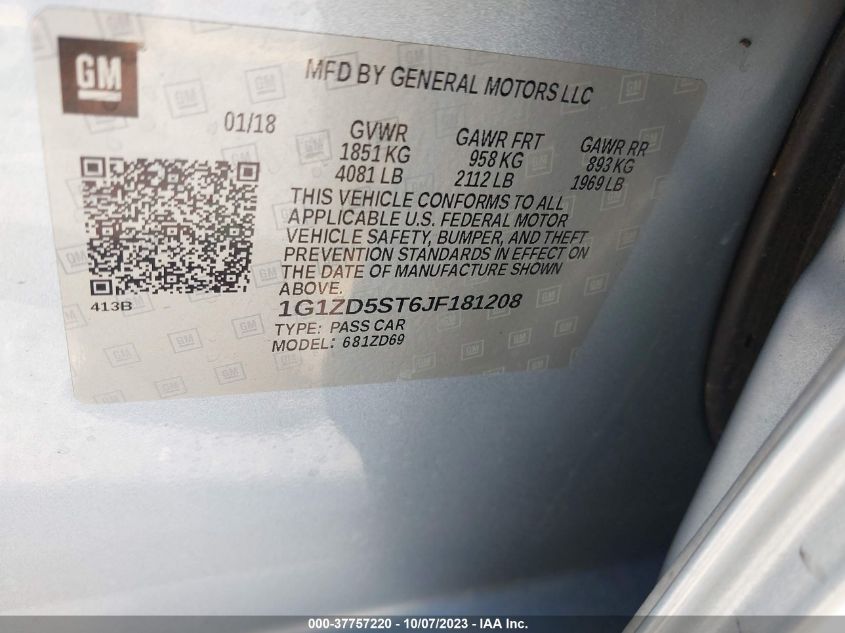 GM
MFD BY GENERAL MOTORS LLC
01/18
GVWR
1851 KG
4081 LB
GAWR FRT
958 KG
2112 LB
GAWR RR
893 KG
1969 LB
THIS VEHICLE CONFORMS TO ALL
APPLICABLE U.S. FEDERAL MOTOR
VEHICLE SAFETY, BUMPER, AND THEFT
PREVENTION STANDARDS IN EFFECT ON
THE DATE OF MANUFACTURE SHOWN
ABOVE.
413B
1G1ZD5ST6JF181208
TYPE: PASS CAR
MODEL: 681ZD69
000-37757220 - 10/07/2023 - IAA Inc.